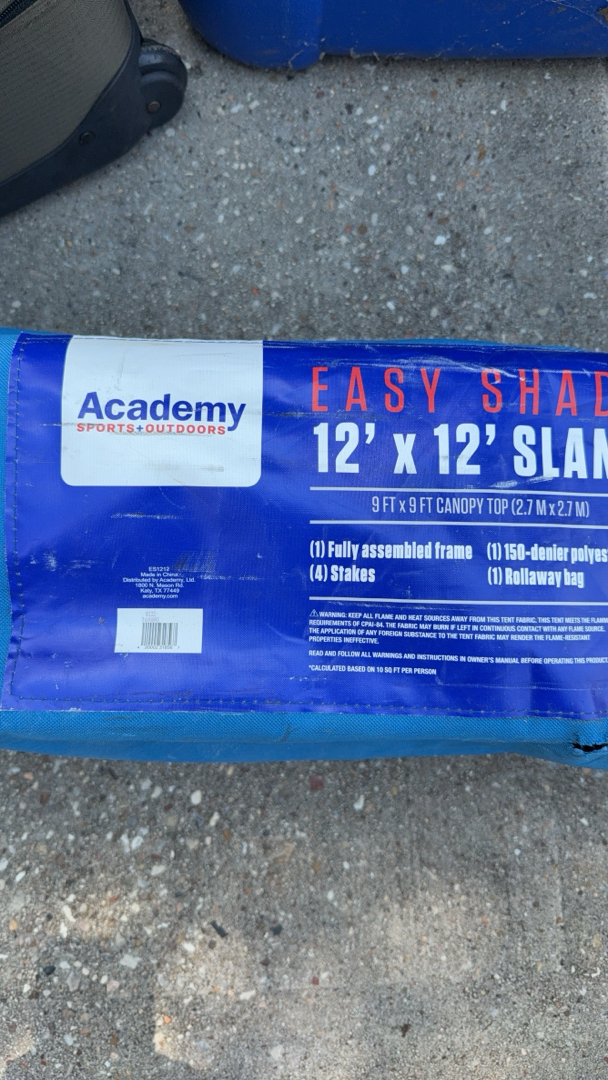 Academy
SPORTS+OUTDOORS
EASY SHAD
12' x 12' SLAN
9 FT x 9 FT CANOPY TOP (2.7 M x 2.7 M)
(1) Fully assembled frame (1) 150-denier polyes
(4) Stakes (1) Rollaway bag
ES1212
Made in China
Distributed by Academy, Ltd.
1800 N. Mason Rd.
Katy, TX 77449
academy.com
WARNING: KEEP ALL FLAME AND HEAT SOURCES AWAY FROM THIS TENT FABRIC, THIS TENT MEETS THE FLAMM
REQUIREMENTS OF CPAI-84. THE FABRIC MAY BURN IF LEFT IN CONTINUOUS CONTACT WITH ANY FLAME SOURCE.
THE APPLICATION OF ANY FOREIGN SUBSTANCE TO THE TENT FABRIC MAY RENDER THE FLAME-RESISTANT
PROPERTIES INEFFECTIVE.
READ AND FOLLOW ALL WARNINGS AND INSTRUCTIONS IN OWNER'S MANUAL BEFORE OPERATING THIS PRODUCT.
*CALCULATED BASED ON 10 SQ FT PER PERSON